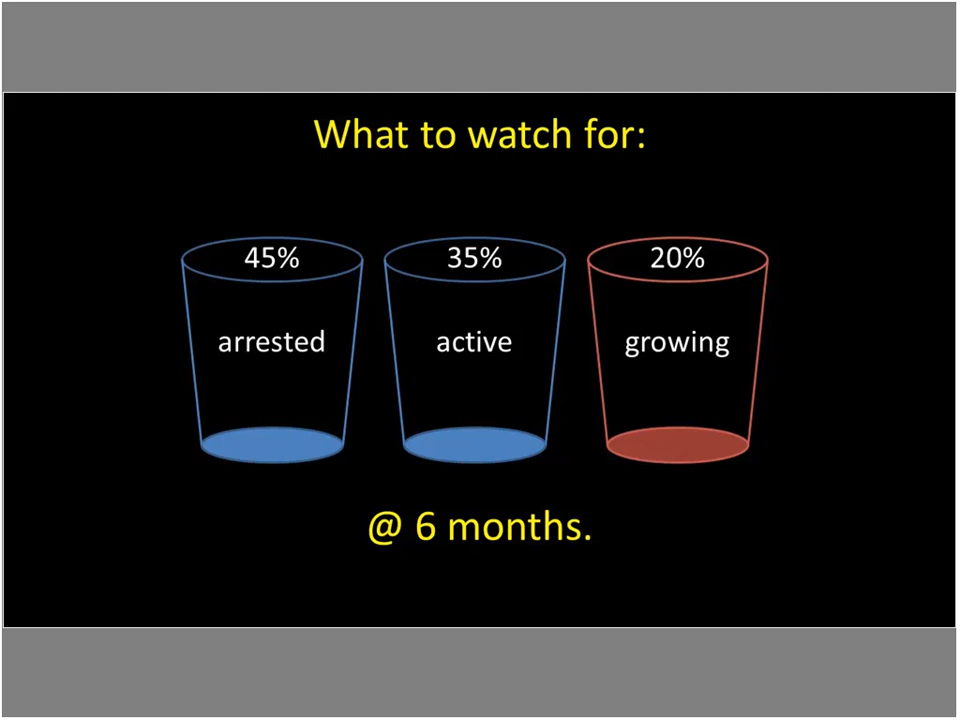 What to watch for:
45% 35% 20%
arrested active growing
@ 6 months.